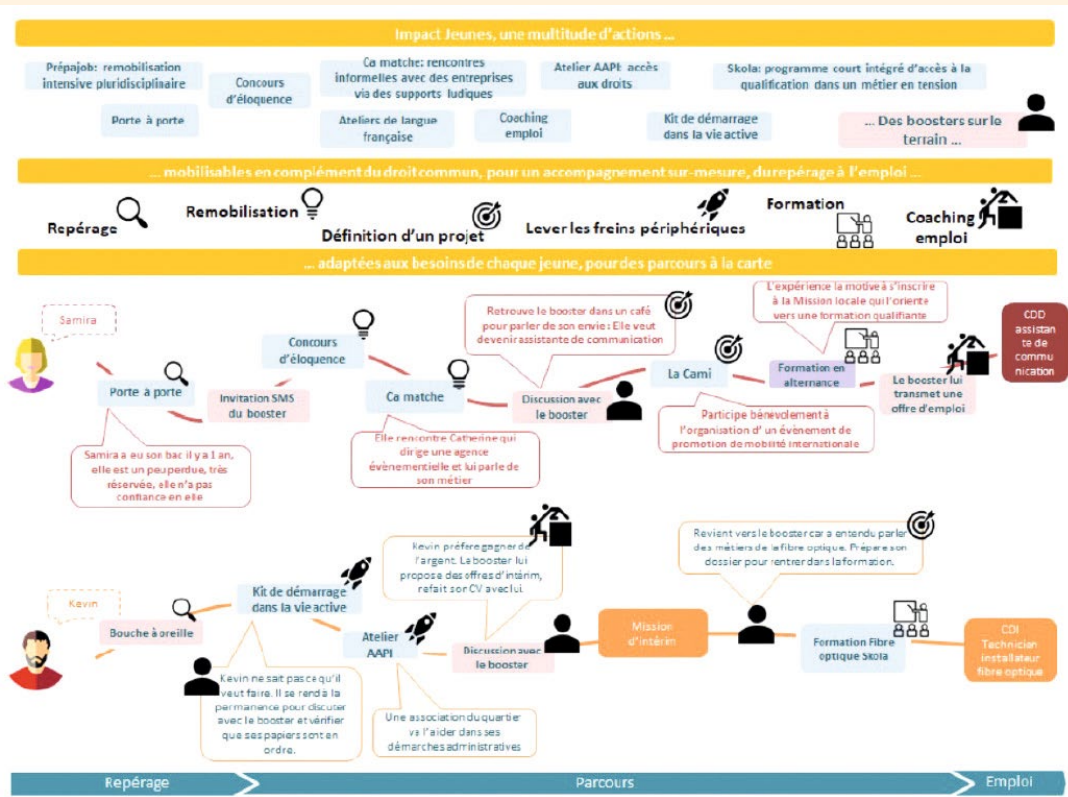 Impact Jeunes, une multitude d'actions ...
Prépajob: remobilisation
intensive pluridisciplinaire
Concours
d'éloquence
Ca matche: rencontres
informelles avec des entreprises
via des supports ludiques
Atelier AAPI: accès
aux droits
Skola: programme court intégré d'accès à la
qualification dans un métier en tension
Porte à porte
Ateliers de langue
française
Coaching
emploi
Kit de démarrage
dans la vie active
... Des boosters sur le
terrain ...
... mobilisables en complément du droit commun, pour un accompagnement sur-mesure, du repérage à l'emploi ...
Repérage
Remobilisation
Définition d'un projet
Lever les freins périphériques
Formation
Coaching
emploi
... adaptées aux besoins de chaque jeune, pour des parcours à la carte
Samira
Porte à porte
Samira a eu son bac il y a 1 an,
elle est un peu perdue, très
réservée, elle n'a pas
confiance en elle
Invitation SMS
du booster
Concours
d'éloquence
Ca matche
Elle rencontre Catherine qui
dirige une agence
évènementielle et lui parle de
son métier
Retrouve le booster dans un café
pour parler de son envie : Elle veut
devenir assistante de communication
Discussion avec
le booster
La Cami
Participe bénévolement à
l'organisation d' un évènement de
promotion de mobilité internationale
L'expérience la motive à s'inscrire
à la Mission locale qui l'oriente
vers une formation qualifiante
Formation en
alternance
Le booster lui
transmet une
offre d'emploi
CDD
assistan
te de
commu
nication
Kevin
Bouche à oreille
Kit de démarrage
dans la vie active
Kevin ne sait pas ce qu'il
veut faire. Il se rend à la
permanence pour discuter
avec le booster et vérifier
que ses papiers sont en
ordre.
Atelier
AAPI
Une association du quartier
va l'aider dans ses
démarches administratives
Kevin préfère gagner de
l'argent. Le booster lui
propose des offres d'intérim,
refait son CV avec lui.
Discussion avec
le booster
Mission
d'intérim
Revient vers le booster car a entendu parler
des métiers de la fibre optique. Prépare son
dossier pour rentrer dans la formation.
Formation Fibre
optique Skola
CDI
Technicien
installateur
fibre optique
Repérage
Parcours
Emploi